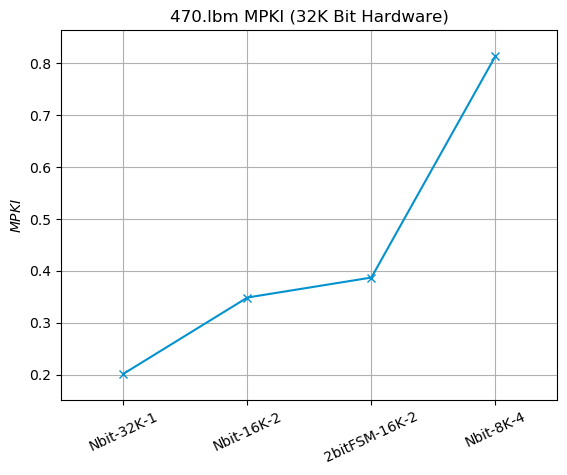 470.lbm MPKI (32K Bit Hardware)
MPKI
0.8
0.7
0.6
0.5
0.4
0.3
0.2
Nbit-32K-1
Nbit-16K-2
2bitFSM-16K-2
Nbit-8K-4